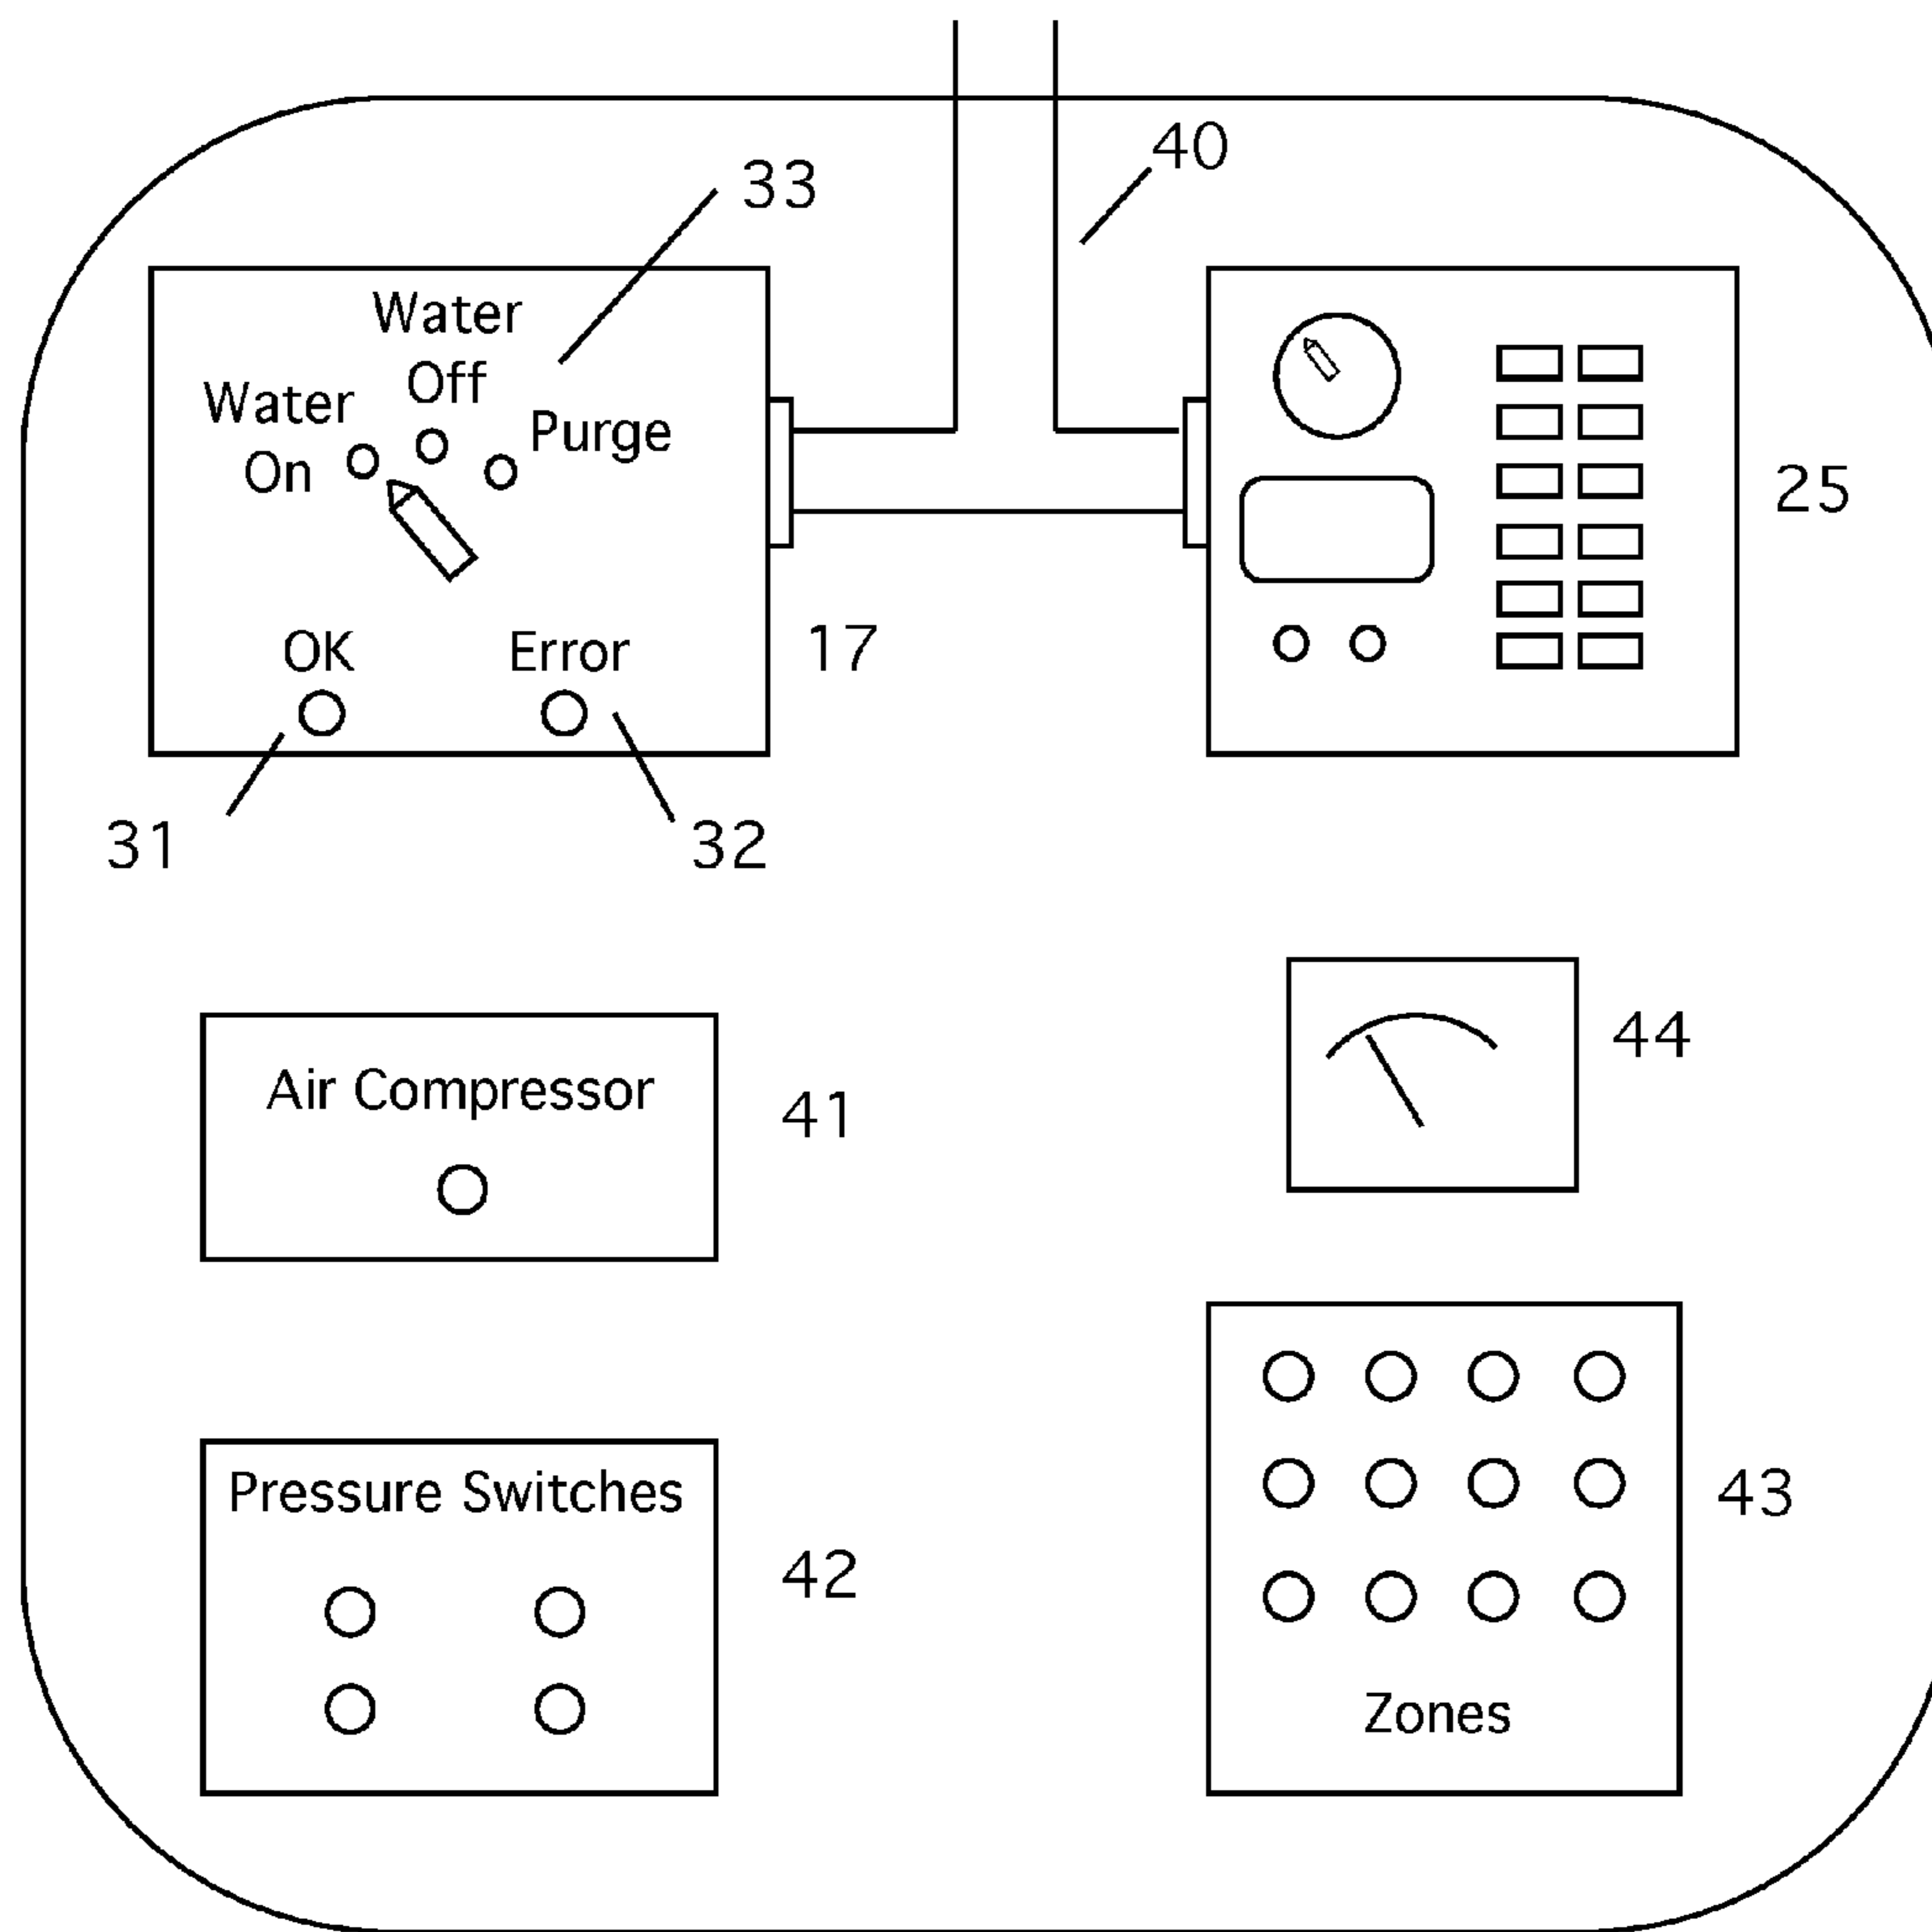 40
33
Water
Off
Water
On
Purge
25
OK
Error
17
31
32
44
Air Compressor
41
Pressure Switches
43
42
Zones